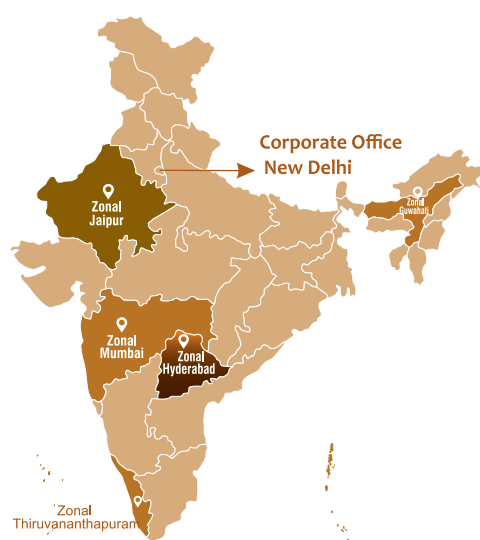 Corporate Office
New Delhi
Zonal
Jaipur
Zonal
Guwahati
Zonal
Mumbai
Zonal
Hyderabad
Zonal
Thiruvananthapuram